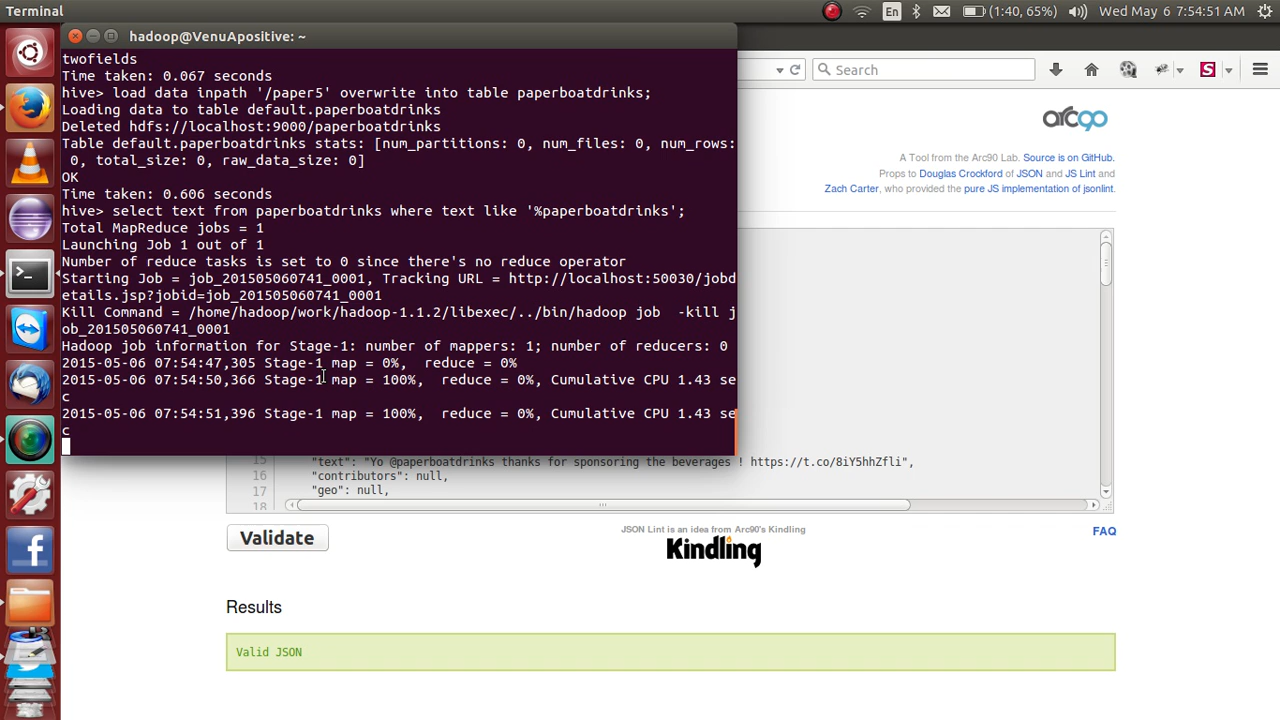 Terminal
En
(1:40, 65%)
Wed May 6 7:54:51 AM
hadoop@VenuApositive: ~
twofields
Time taken: 0.067 seconds
hive> load data inpath '/paper5' overwrite into table paperboatdrinks;
Loading data to table default.paperboatdrinks
Deleted hdfs://localhost:9000/paperboatdrinks
Table default.paperboatdrinks stats: [num_partitions: 0, num_files: 0, num_rows:
0, total_size: 0, raw_data_size: 0]
OK
Time taken: 0.606 seconds
hive> select text from paperboatdrinks where text like '%paperboatdrinks';
Total MapReduce jobs = 1
Launching Job 1 out of 1
Number of reduce tasks is set to 0 since there's no reduce operator
Starting Job = job_201505060741_0001, Tracking URL = http://localhost:50030/jobd
etails.jsp?jobid=job_201505060741_0001
Kill Command = /home/hadoop/work/hadoop-1.1.2/libexec/../bin/hadoop job  -kill j
ob_201505060741_0001
Hadoop job information for Stage-1: number of mappers: 1; number of reducers: 0
2015-05-06 07:54:47,305 Stage-1 map = 0%,  reduce = 0%
2015-05-06 07:54:50,366 Stage-1 map = 100%,  reduce = 0%, Cumulative CPU 1.43 se
c
2015-05-06 07:54:51,396 Stage-1 map = 100%,  reduce = 0%, Cumulative CPU 1.43 se
c
Search
S
arc90
A Tool from the Arc90 Lab. Source is on GitHub.
Props to Douglas Crockford of JSON and JS Lint and
Zach Carter, who provided the pure JS implementation of jsonlint.
15 "text": "Yo @paperboatdrinks thanks for sponsoring the beverages ! https://t.co/8iY5hhZfli",
16 "contributors": null,
17 "geo": null,
18
Validate
JSON Lint is an idea from Arc90's Kindling
Kindling
FAQ
Results
Valid JSON